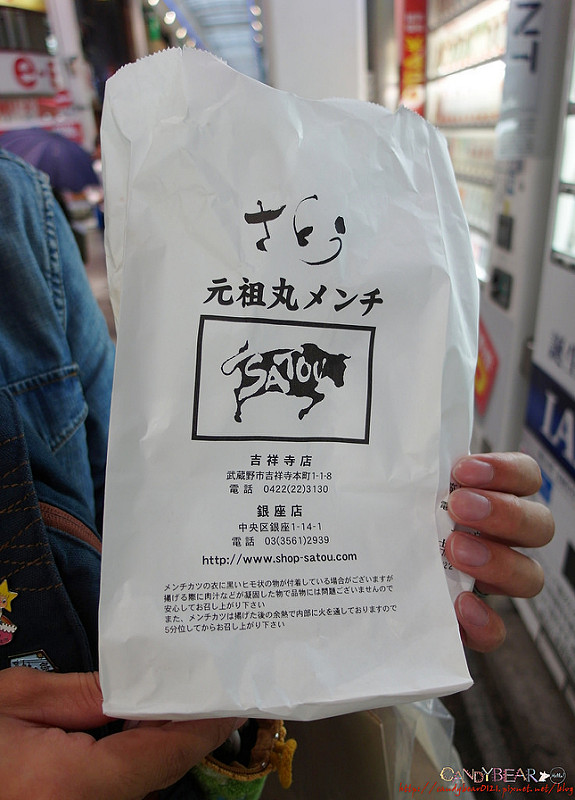 さとう
元祖丸メンチ
SATOU
吉祥寺店
武蔵野市吉祥寺本町1-1-8
電話 0422(22)3130
銀座店
中央区銀座1-14-1
電話 03(3561)2939
http://www.shop-satou.com
メンチカツの衣に黒いヒモ状の物が付着している場合がございますが
揚げる際に肉汁などが凝固した物で品物には問題ございませんので
安心してお召し上がり下さい
また、メンチカツは揚げた後の余熱で内部に火を通しておりますので
5分位してからお召し上がり下さい
CANDYBEAR
http://candybear0121.pixnet.net/blog